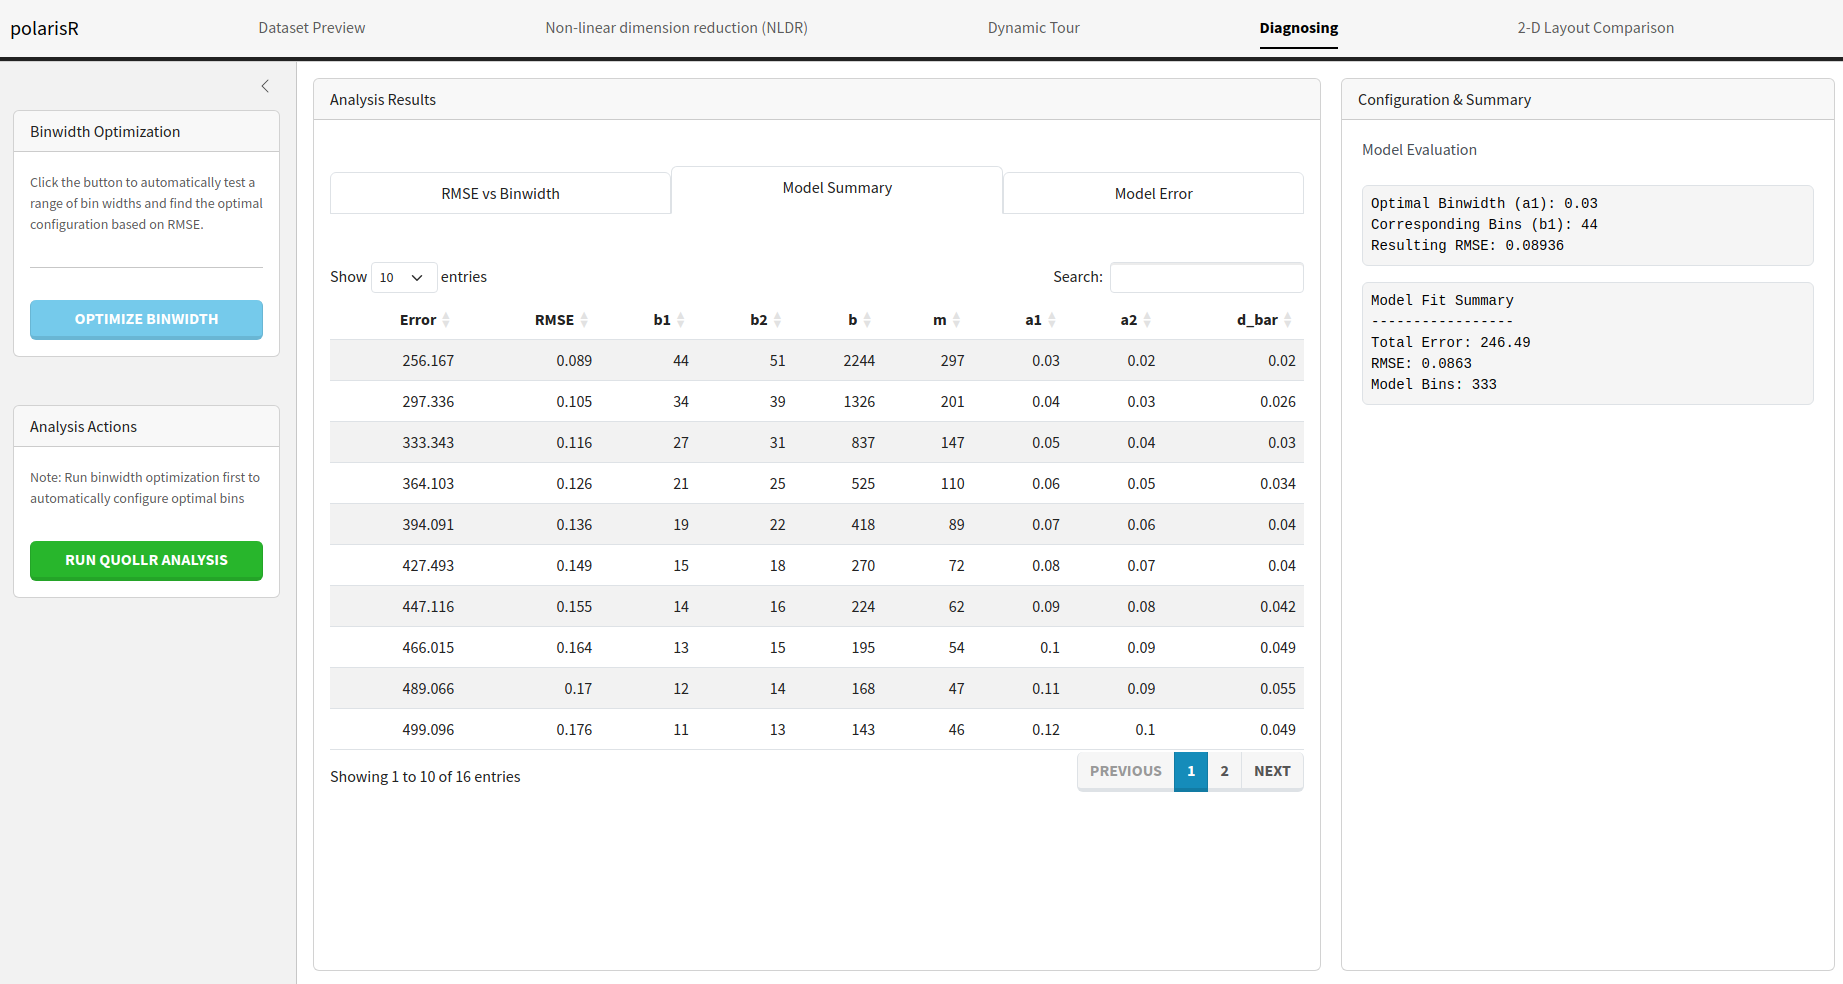 polarisR
Dataset Preview
Non-linear dimension reduction (NLDR)
Dynamic Tour
Diagnosing
2-D Layout Comparison
Binwidth Optimization
Click the button to automatically test a
range of bin widths and find the optimal
configuration based on RMSE.
OPTIMIZE BINWIDTH
Analysis Actions
Note: Run binwidth optimization first to
automatically configure optimal bins
RUN QUOLLR ANALYSIS
Analysis Results
RMSE vs Binwidth
Model Summary
Model Error
Show 10 entries
Search:
Error RMSE b1 b2 b m a1 a2 d_bar
256.167 0.089 44 51 2244 297 0.03 0.02 0.02
297.336 0.105 34 39 1326 201 0.04 0.03 0.026
333.343 0.116 27 31 837 147 0.05 0.04 0.03
364.103 0.126 21 25 525 110 0.06 0.05 0.034
394.091 0.136 19 22 418 89 0.07 0.06 0.04
427.493 0.149 15 18 270 72 0.08 0.07 0.04
447.116 0.155 14 16 224 62 0.09 0.08 0.042
466.015 0.164 13 15 195 54 0.1 0.09 0.049
489.066 0.17 12 14 168 47 0.11 0.09 0.055
499.096 0.176 11 13 143 46 0.12 0.1 0.049
Showing 1 to 10 of 16 entries
PREVIOUS 1 2 NEXT
Configuration & Summary
Model Evaluation
Optimal Binwidth (a1): 0.03
Corresponding Bins (b1): 44
Resulting RMSE: 0.08936
Model Fit Summary
-----------------
Total Error: 246.49
RMSE: 0.0863
Model Bins: 333